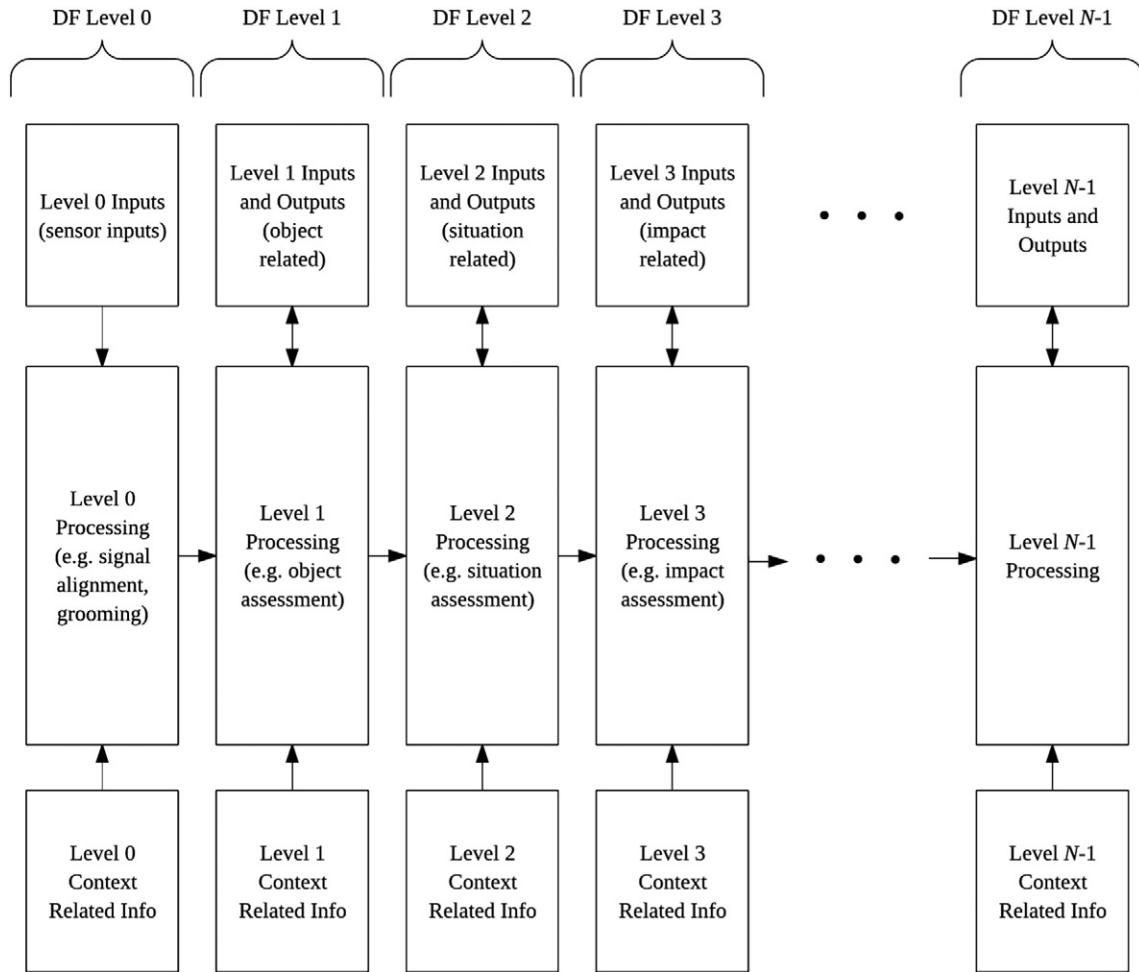 DF Level 0
DF Level 1
DF Level 2
DF Level 3
DF Level N-1
Level 0 Inputs
(sensor inputs)
Level 1 Inputs
and Outputs
(object
related)
Level 2 Inputs
and Outputs
(situation
related)
Level 3 Inputs
and Outputs
(impact
related)
Level N-1
Inputs and
Outputs
Level 0
Processing
(e.g. signal
alignment,
grooming)
Level 1
Processing
(e.g. object
assessment)
Level 2
Processing
(e.g. situation
assessment)
Level 3
Processing
(e.g. impact
assessment)
Level N-1
Processing
Level 0
Context
Related Info
Level 1
Context
Related Info
Level 2
Context
Related Info
Level 3
Context
Related Info
Level N-1
Context
Related Info